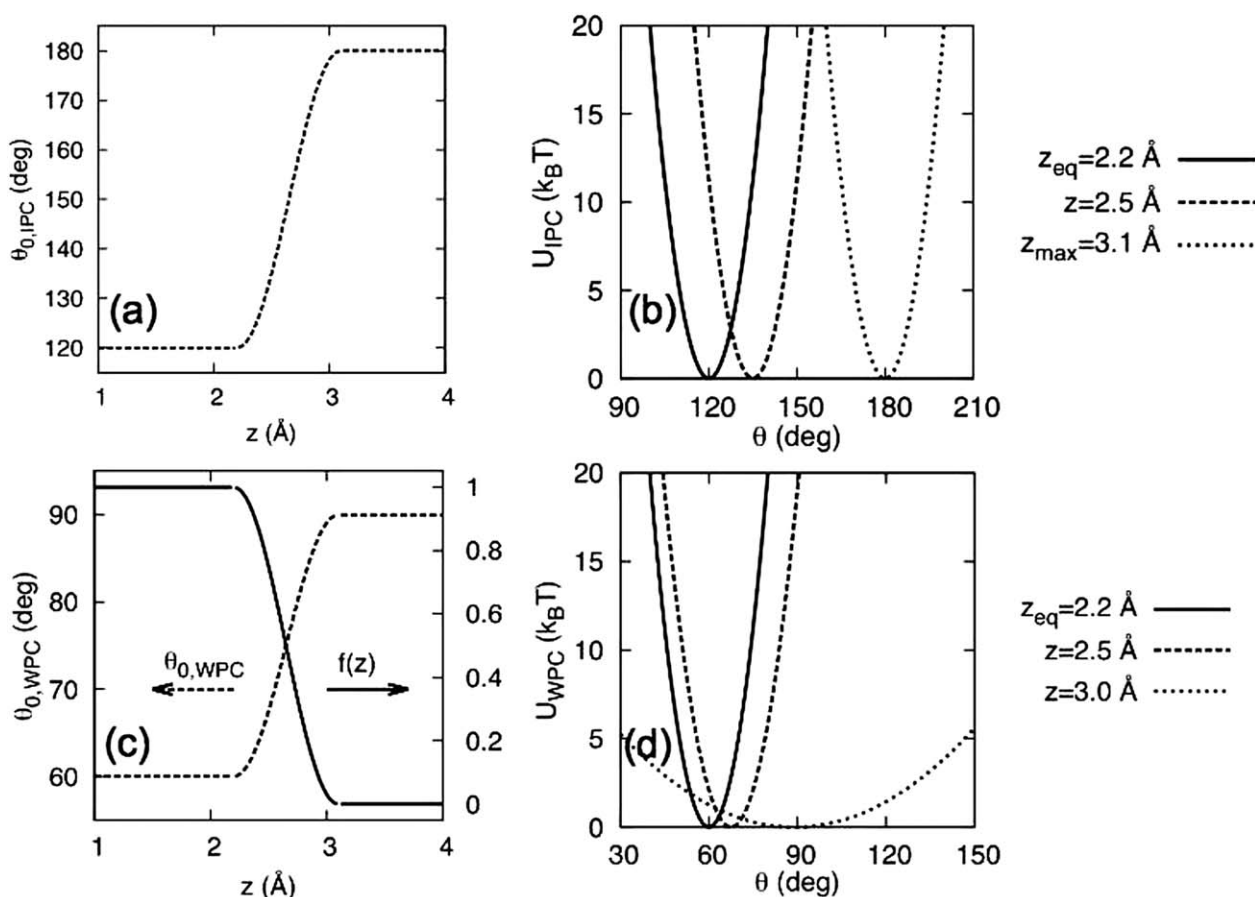 180
170
160
150
140
130
120
θ0,IPC (deg)
(a)
1 2 3 4
z (Å)
20
15
10
5
0
UIPC (kBT)
(b)
90 120 150 180 210
θ (deg)
zeq=2.2 Å
z=2.5 Å
zmax=3.1 Å
90
80
70
60
θ0,WPC (deg)
θ0,WPC
f(z)
(c)
1
0.8
0.6
0.4
0.2
0
1 2 3 4
z (Å)
20
15
10
5
0
UWPC (kBT)
(d)
30 60 90 120 150
θ (deg)
zeq=2.2 Å
z=2.5 Å
z=3.0 Å